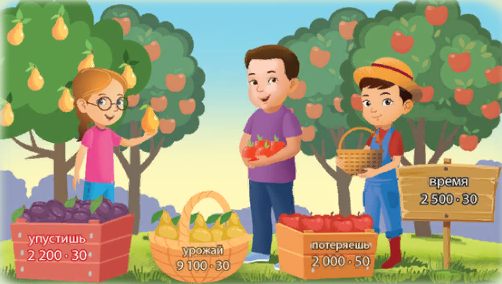 упустишь
2 200 · 30
урожай
9 100 · 30
потеряешь
2 000 · 50
время
2 500 · 30